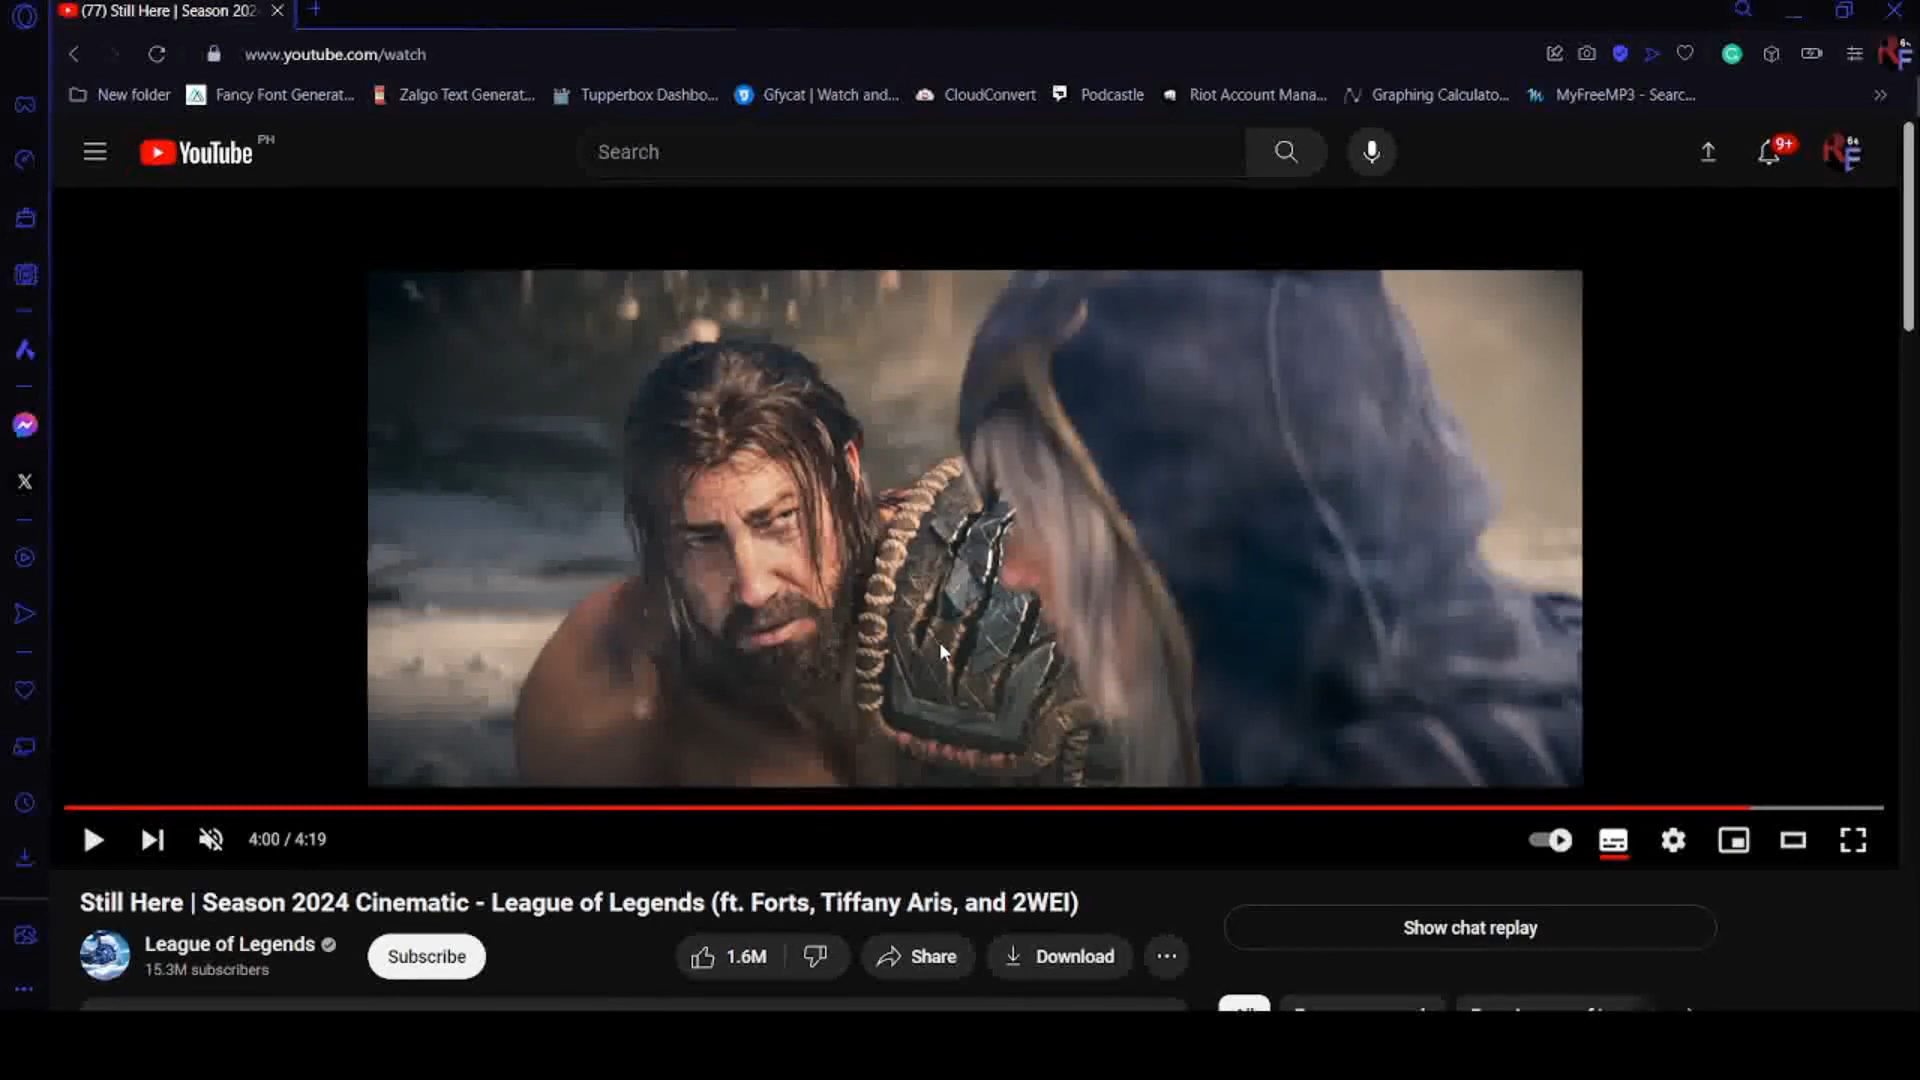 (77) Still Here | Season 202
www.youtube.com/watch
New folder Fancy Font Generat... Zalgo Text Generat... Tupperbox Dashbo... Gfycat | Watch and... CloudConvert Podcastle Riot Account Mana... Graphing Calculato... MyFreeMP3 - Searc...
YouTube PH
Search
9+
4:00 / 4:19
Still Here | Season 2024 Cinematic - League of Legends (ft. Forts, Tiffany Aris, and 2WEI)
Show chat replay
League of Legends
15.3M subscribers
Subscribe
1.6M
Share
Download